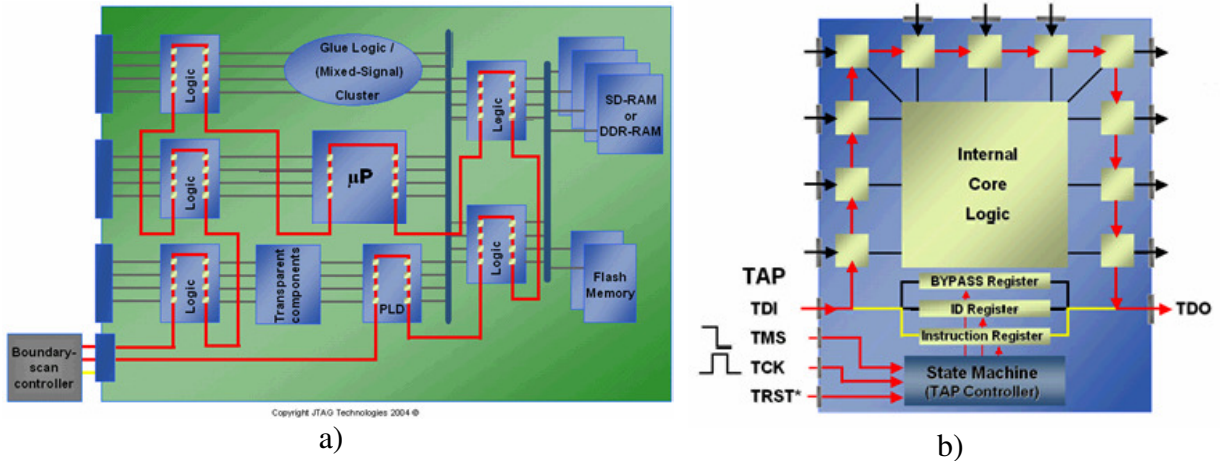 Logic
Glue Logic /
(Mixed-Signal)
Cluster
Logic
SD-RAM
or
DDR-RAM
Logic
µP
Logic
Logic
Transparent
components
PLD
Flash
Memory
Boundary-
scan
controller
Copyright JTAG Technologies 2004 ©
a)
Internal
Core
Logic
TAP
BYPASS Register
TDI
ID Register
TDO
TMS
Instruction Register
TCK
State Machine
(TAP Controller)
TRST*
b)